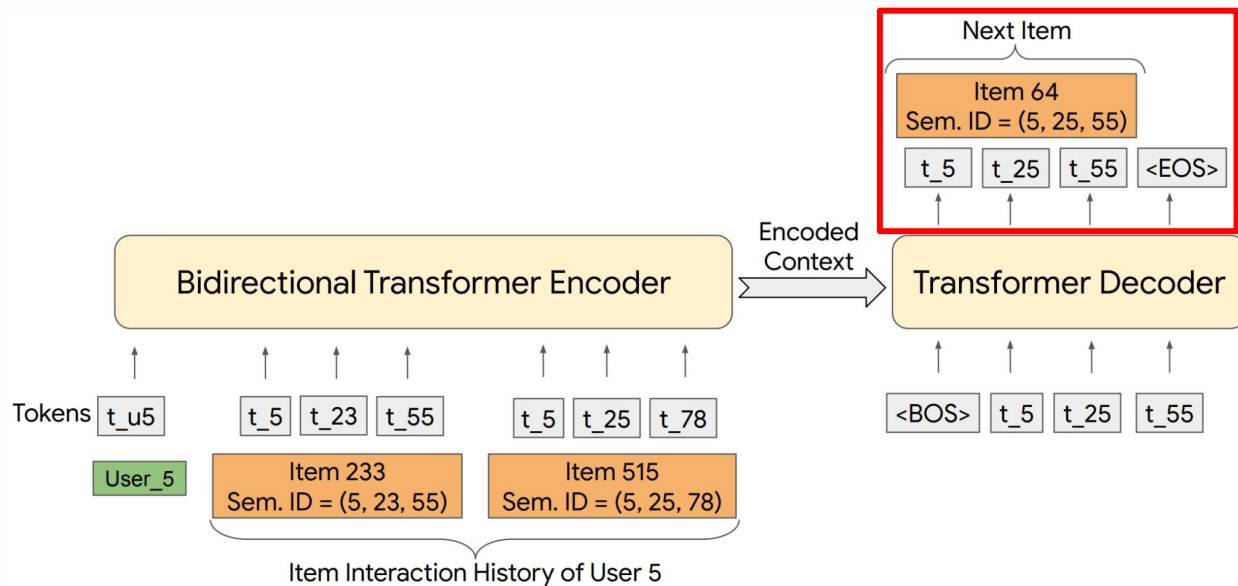 Next Item
Item 64
Sem. ID = (5, 25, 55)
t_5 t_25 t_55 <EOS>
Bidirectional Transformer Encoder
Encoded
Context
Transformer Decoder
Tokens t_u5 t_5 t_23 t_55 t_5 t_25 t_78
<BOS> t_5 t_25 t_55
User_5
Item 233
Sem. ID = (5, 23, 55)
Item 515
Sem. ID = (5, 25, 78)
Item Interaction History of User 5